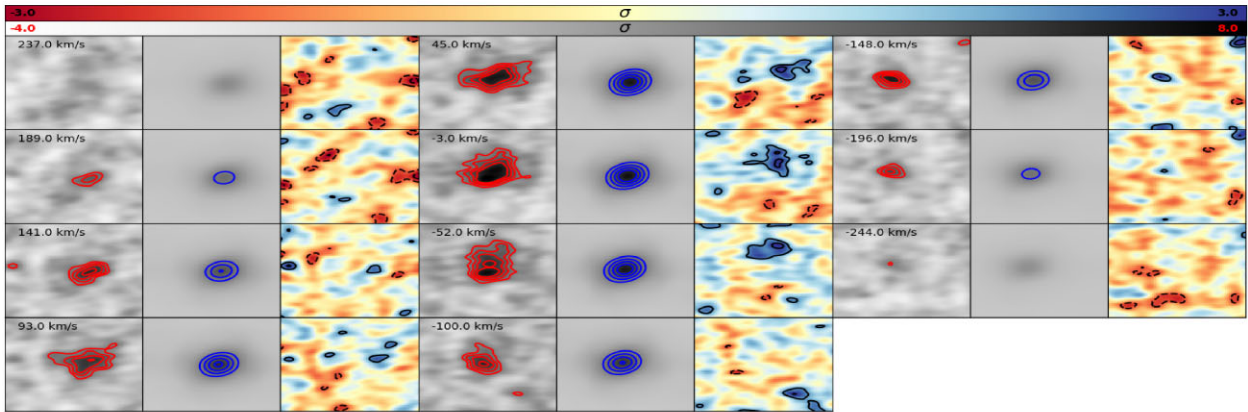 -3.0 σ 3.0
-4.0 σ 8.0
237.0 km/s 45.0 km/s -148.0 km/s
189.0 km/s -3.0 km/s -196.0 km/s
141.0 km/s -52.0 km/s -244.0 km/s
93.0 km/s -100.0 km/s